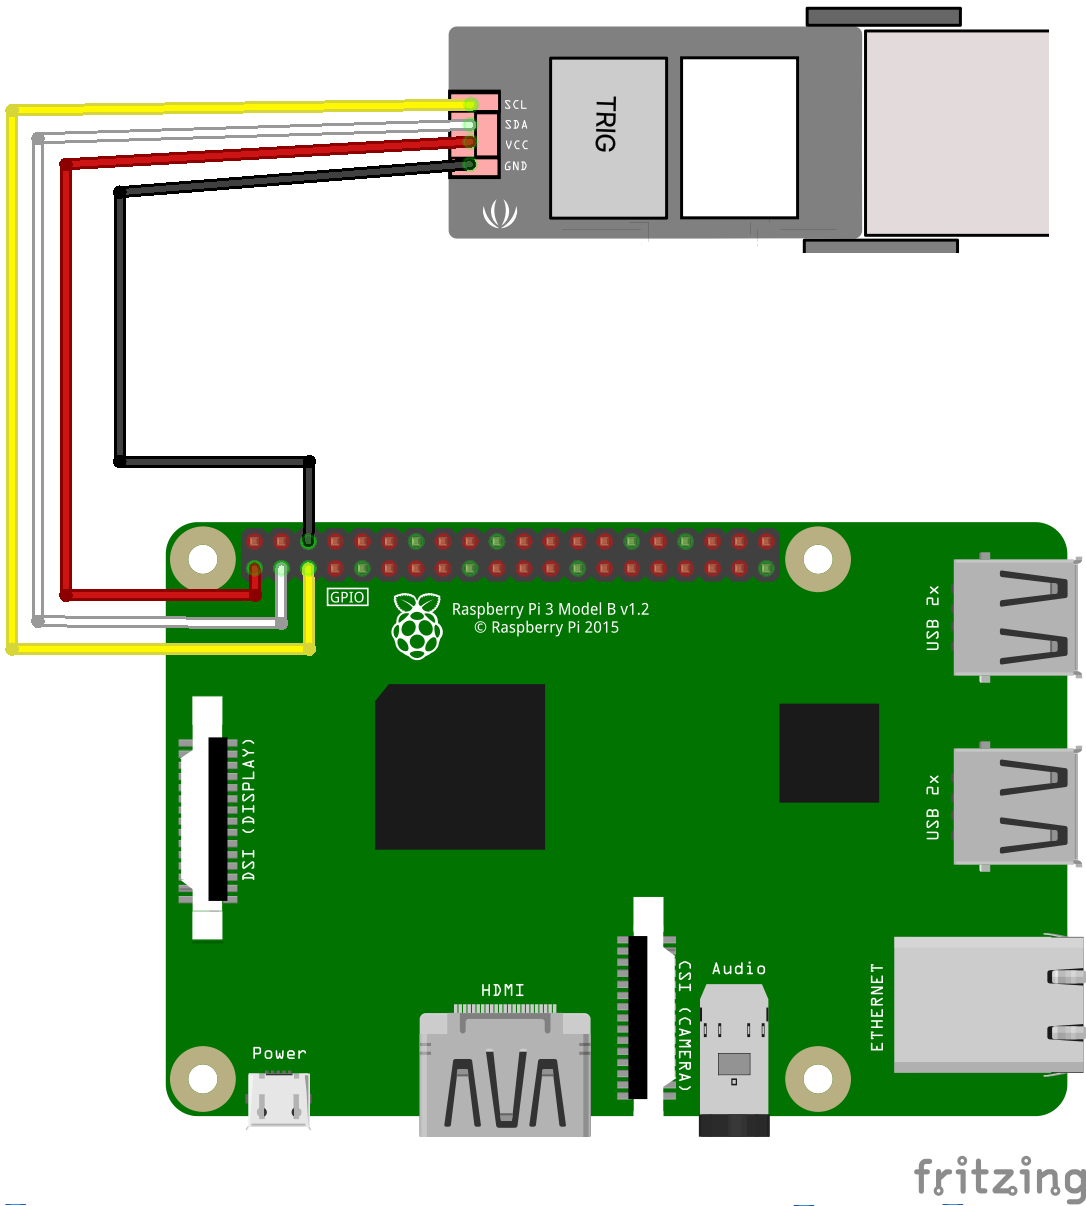 SCL
SDA
VCC
GND
TRIG
GPIO
Raspberry Pi 3 Model B v1.2
© Raspberry Pi 2015
USB 2x
USB 2x
DSI (DISPLAY)
CSI (CAMERA)
Audio
ETHERNET
HDMI
Power
fritzing